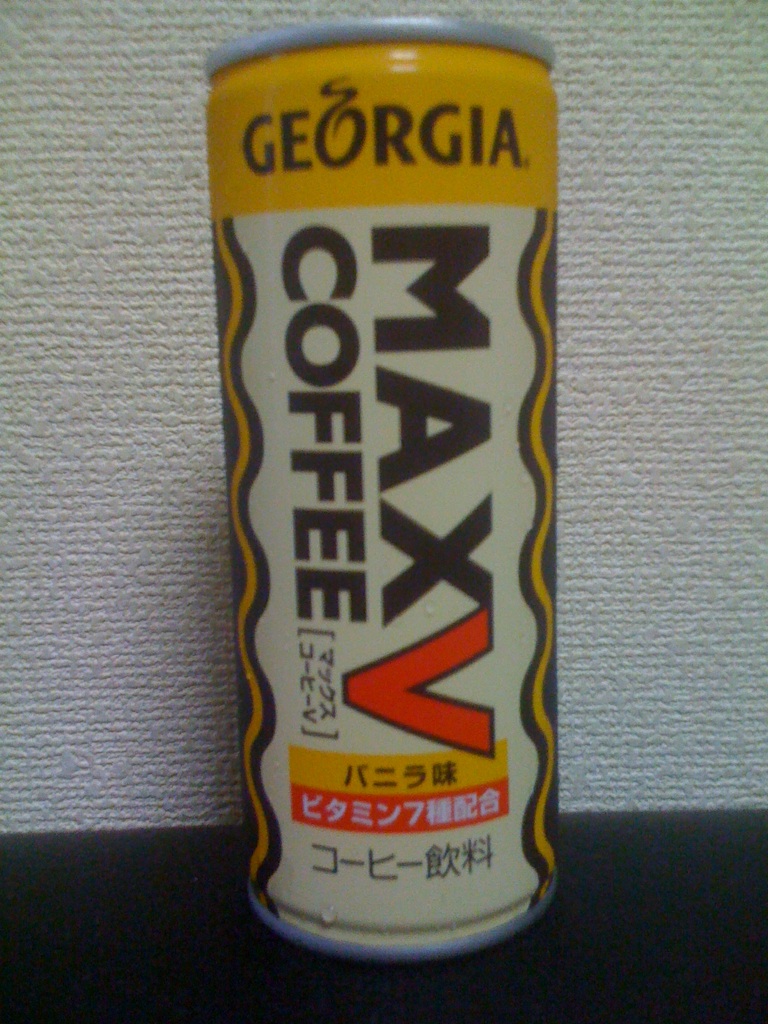 GEORGIA
MAX V
COFFEE
[マックス
コーヒーV]
バニラ味
ビタミン7種配合
コーヒー飲料